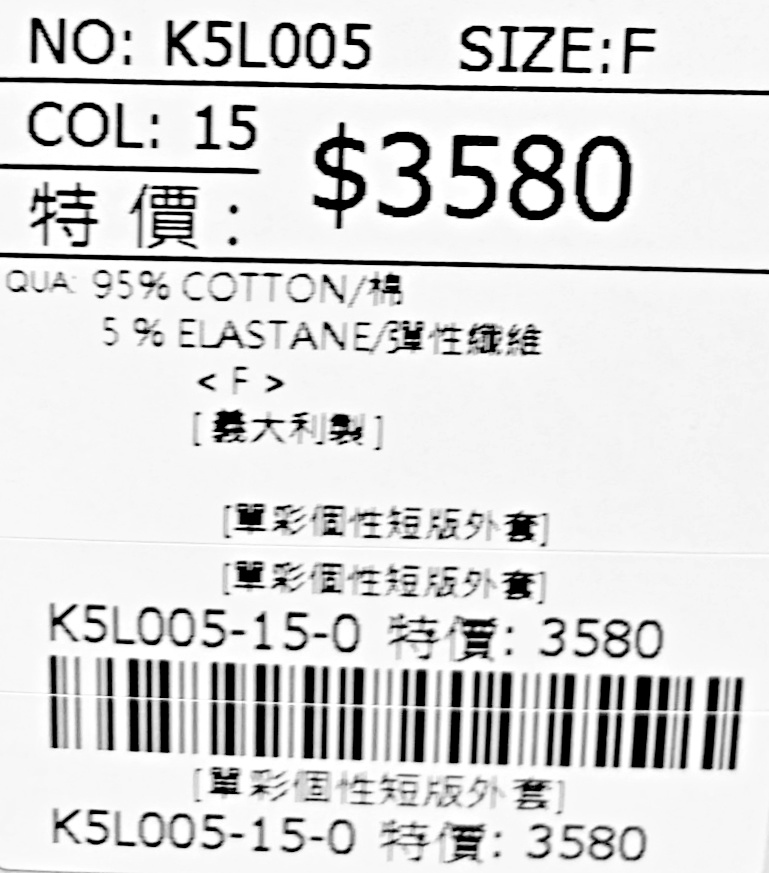 NO: K5L005 SIZE:F
COL: 15
$3580
特價:
QUA: 95% COTTON/棉
5 % ELASTANE/彈性纖維
< F >
[義大利製]
[單彩個性短版外套]
[單彩個性短版外套]
K5L005-15-0 特價: 3580
[單彩個性短版外套]
K5L005-15-0 特價: 3580